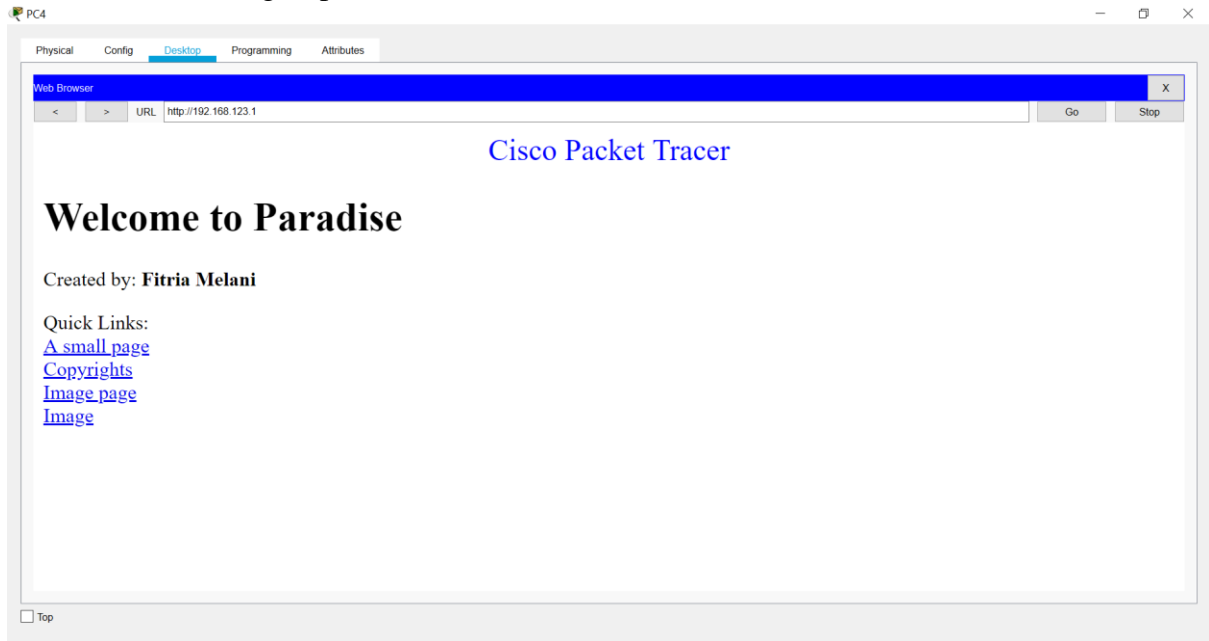 PC4
Physical Config Desktop Programming Attributes
Web Browser X
< > URL http://192.168.123.1 Go Stop
Cisco Packet Tracer
Welcome to Paradise
Created by: Fitria Melani
Quick Links:
A small page
Copyrights
Image page
Image
Top